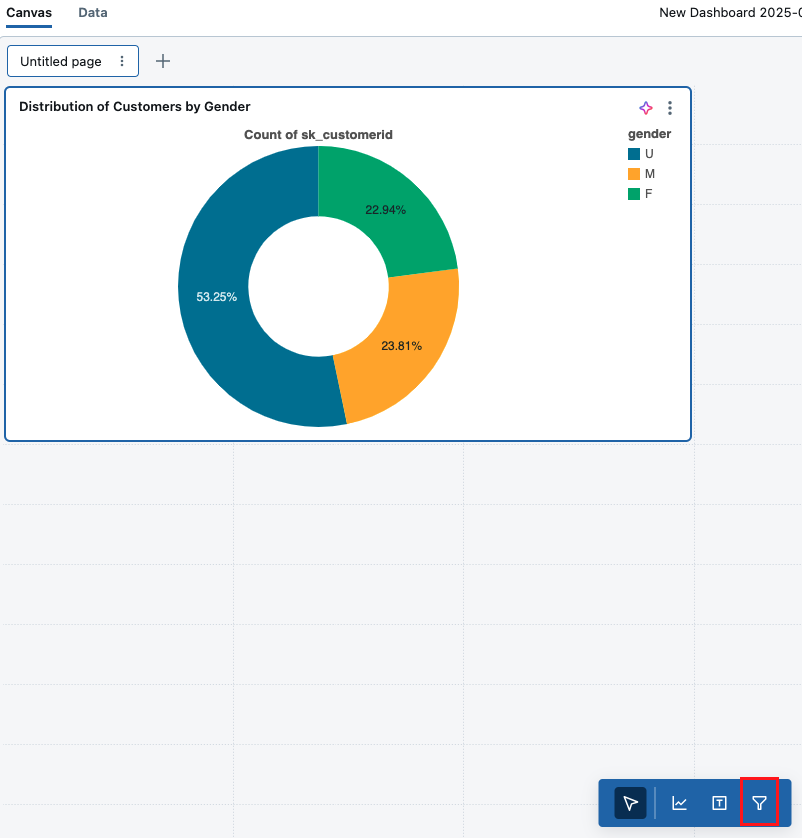 Canvas Data New Dashboard 2025-0
Untitled page
Distribution of Customers by Gender
Count of sk_customerid
gender
U
M
F
22.94%
53.25%
23.81%
T